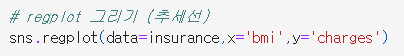 # regplot 그리기 (추세선)
sns.regplot(data=insurance,x='bmi',y='charges')